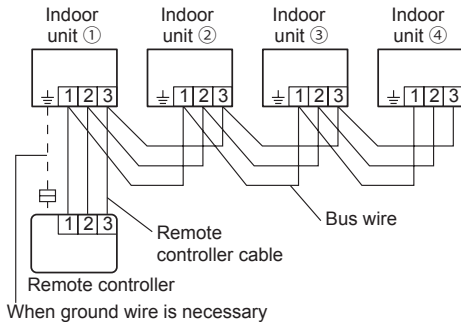 Indoor unit ①
Indoor unit ②
Indoor unit ③
Indoor unit ④
1 2 3
1 2 3
1 2 3
1 2 3
1 2 3
Bus wire
Remote
controller cable
Remote controller
When ground wire is necessary